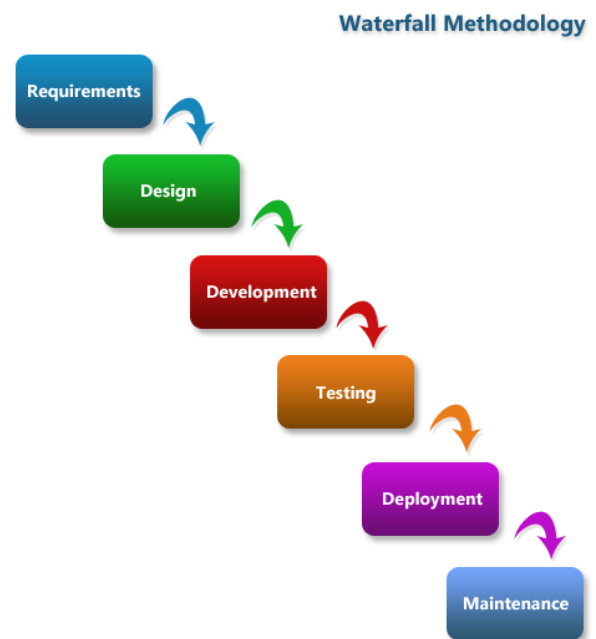 Waterfall Methodology
Requirements
Design
Development
Testing
Deployment
Maintenance